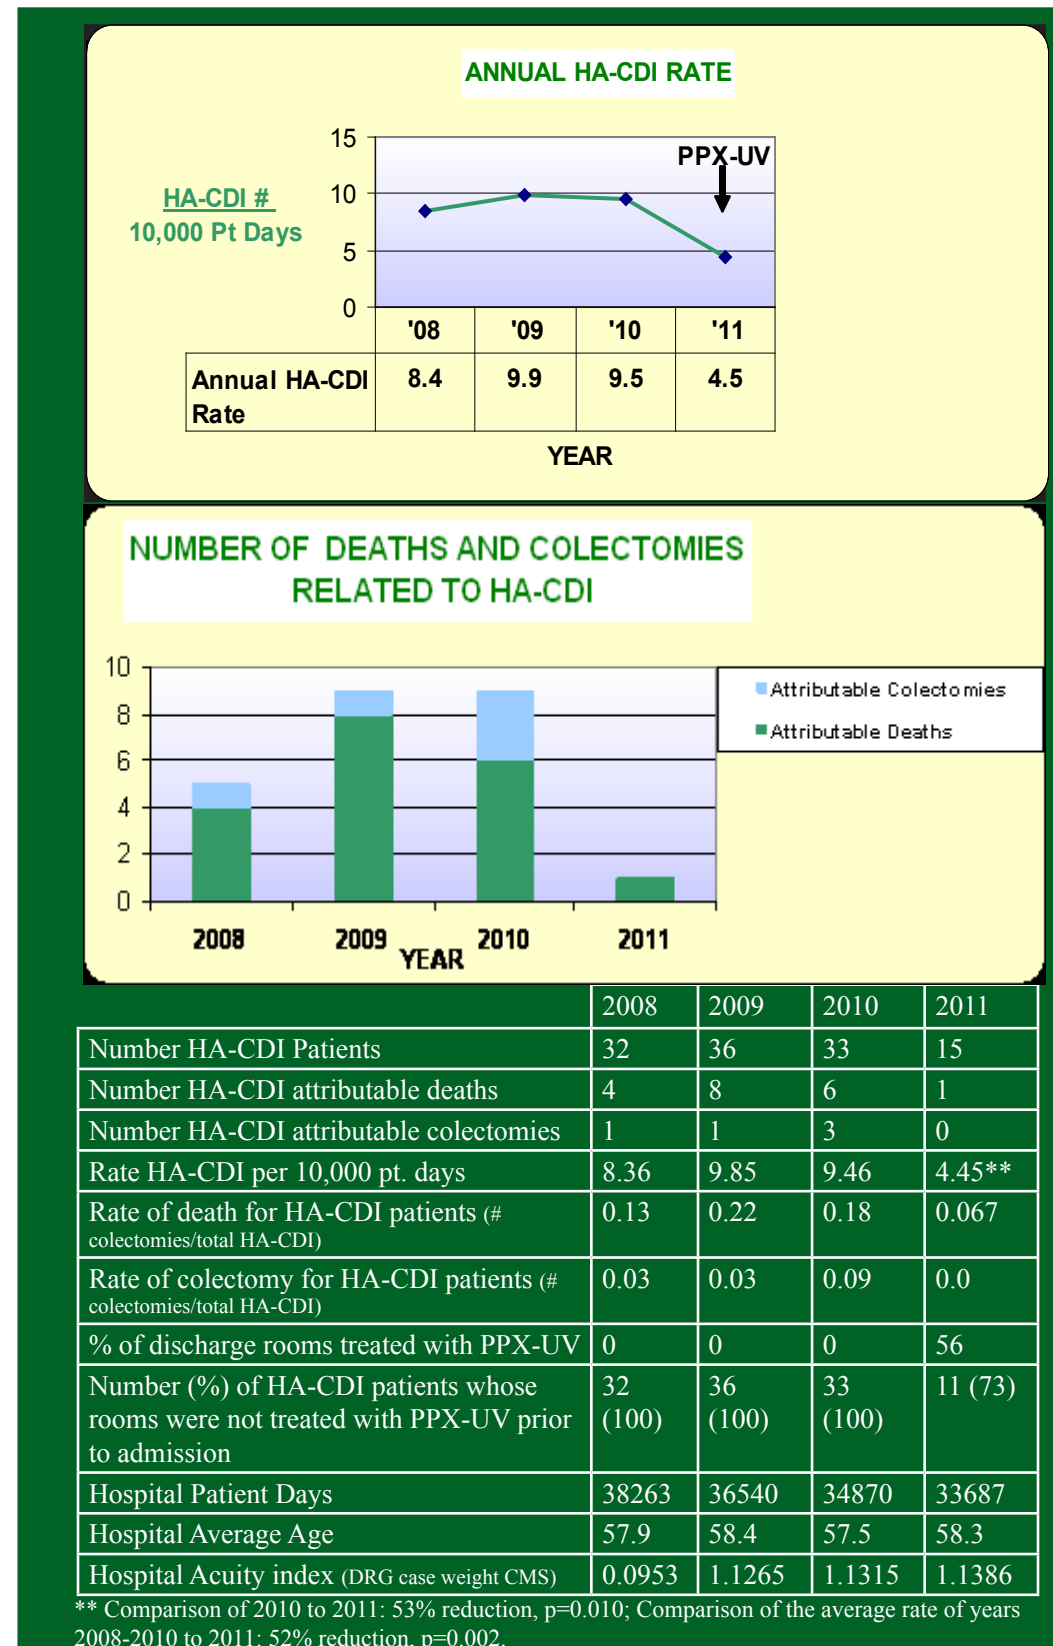 ANNUAL HA-CDI RATE
HA-CDI #
10,000 Pt Days
15
10
5
0
PPX-UV
'08 '09 '10 '11
Annual HA-CDI Rate 8.4 9.9 9.5 4.5
YEAR
NUMBER OF DEATHS AND COLECTOMIES
RELATED TO HA-CDI
10
8
6
4
2
0
Attributable Colectomies
Attributable Deaths
2008 2009 2010 2011
YEAR
2008 2009 2010 2011
Number HA-CDI Patients 32 36 33 15
Number HA-CDI attributable deaths 4 8 6 1
Number HA-CDI attributable colectomies 1 1 3 0
Rate HA-CDI per 10,000 pt. days 8.36 9.85 9.46 4.45**
Rate of death for HA-CDI patients (# 0.13 0.22 0.18 0.067
colectomies/total HA-CDI)
Rate of colectomy for HA-CDI patients (# 0.03 0.03 0.09 0.0
colectomies/total HA-CDI)
% of discharge rooms treated with PPX-UV 0 0 0 56
Number (%) of HA-CDI patients whose 32 36 33 11 (73)
rooms were not treated with PPX-UV prior (100) (100) (100)
to admission
Hospital Patient Days 38263 36540 34870 33687
Hospital Average Age 57.9 58.4 57.5 58.3
Hospital Acuity index (DRG case weight CMS) 0.0953 1.1265 1.1315 1.1386
** Comparison of 2010 to 2011: 53% reduction, p=0.010; Comparison of the average rate of years
2008-2010 to 2011: 52% reduction, p=0.002.